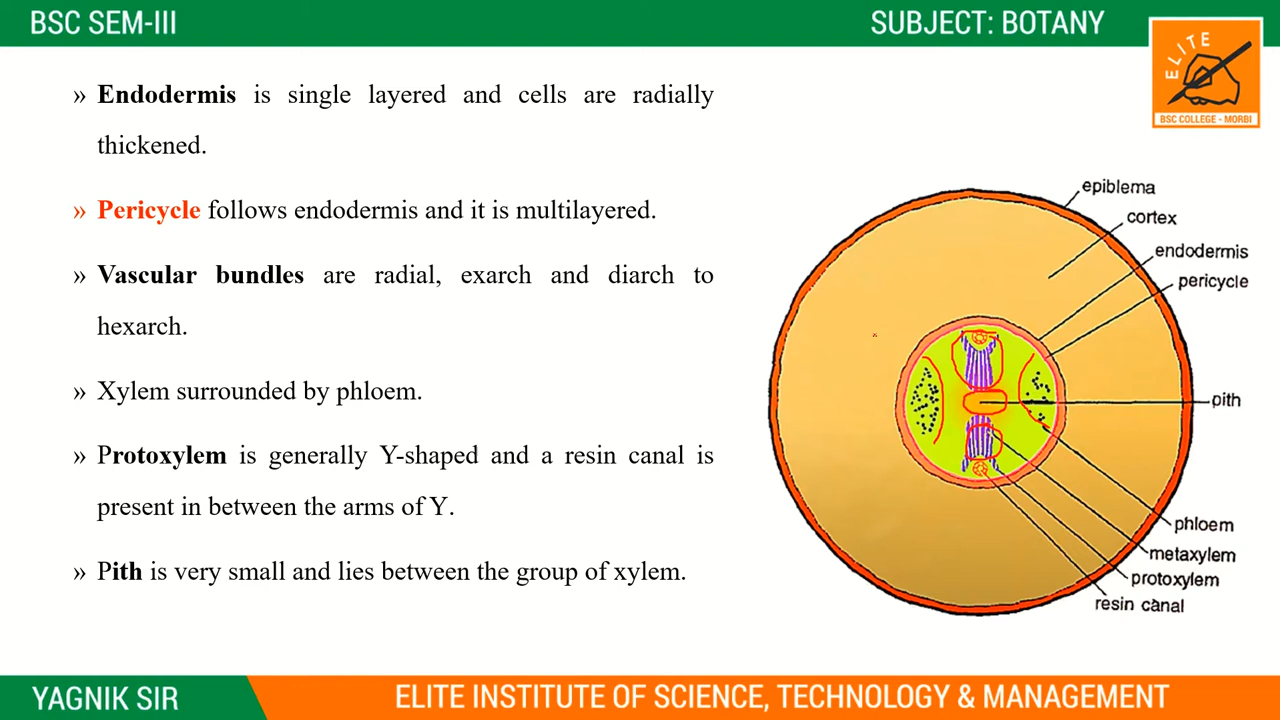 BSC SEM-III
SUBJECT: BOTANY
ELITE
BSC COLLEGE - MORBI
» Endodermis is single layered and cells are radially
thickened.
» Pericycle follows endodermis and it is multilayered.
» Vascular bundles are radial, exarch and diarch to
hexarch.
» Xylem surrounded by phloem.
» Protoxylem is generally Y-shaped and a resin canal is
present in between the arms of Y.
» Pith is very small and lies between the group of xylem.
epiblema
cortex
endodermis
pericycle
pith
phloem
metaxylem
protoxylem
resin canal
YAGNIK SIR
ELITE INSTITUTE OF SCIENCE, TECHNOLOGY & MANAGEMENT